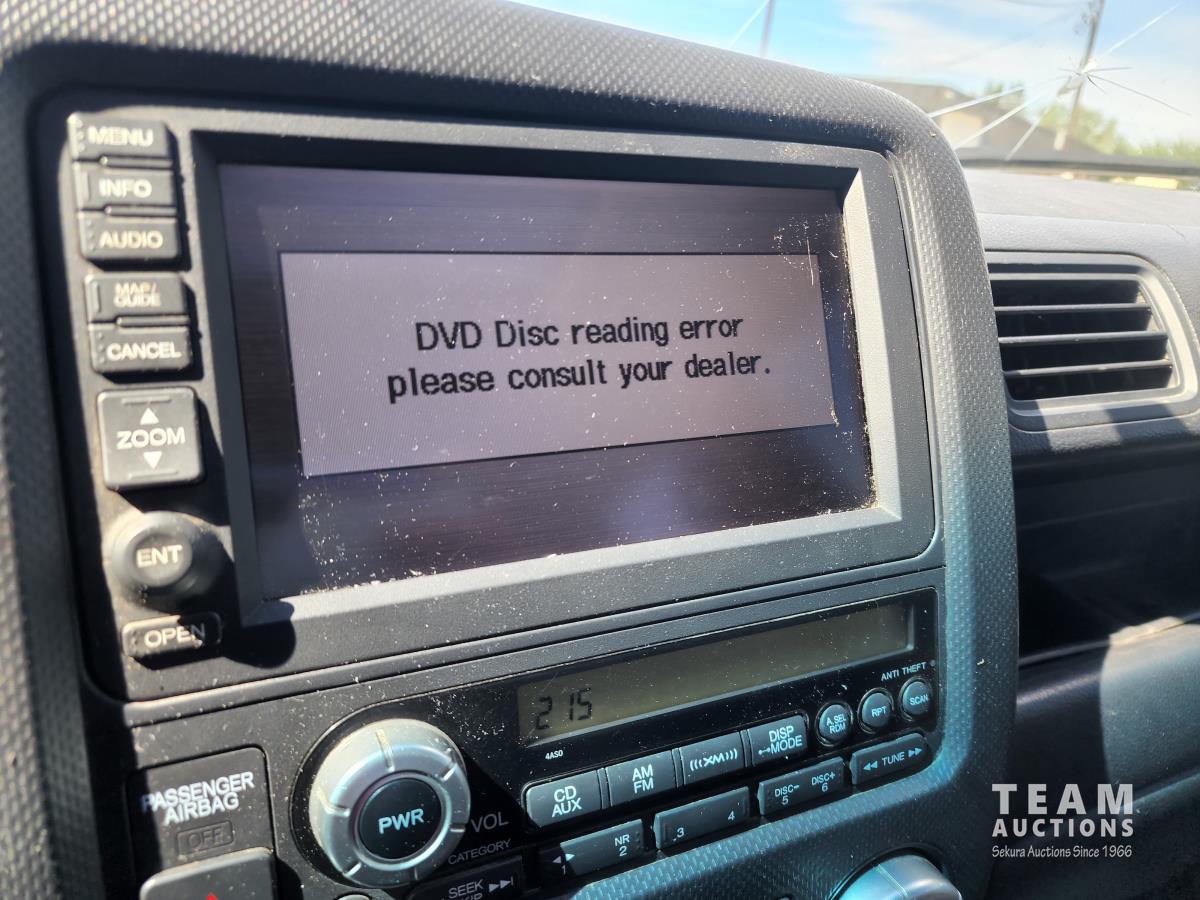 MENU
INFO
AUDIO
MAP/
GUIDE
CANCEL
ZOOM
ENT
OPEN
DVD Disc reading error
please consult your dealer.
ANTI THEFT
215
4AS0
CD
AUX
AM
FM
XM
DISP
MODE
A.SEL
RDM
RPT
SCAN
DISC-
5
DISC+
6
TUNE
3
4
1
NR
2
PASSENGER
AIRBAG
OFF
PWR
VOL
CATEGORY
SEEK
SKIP
TEAM
AUCTIONS
Sekura Auctions Since 1966